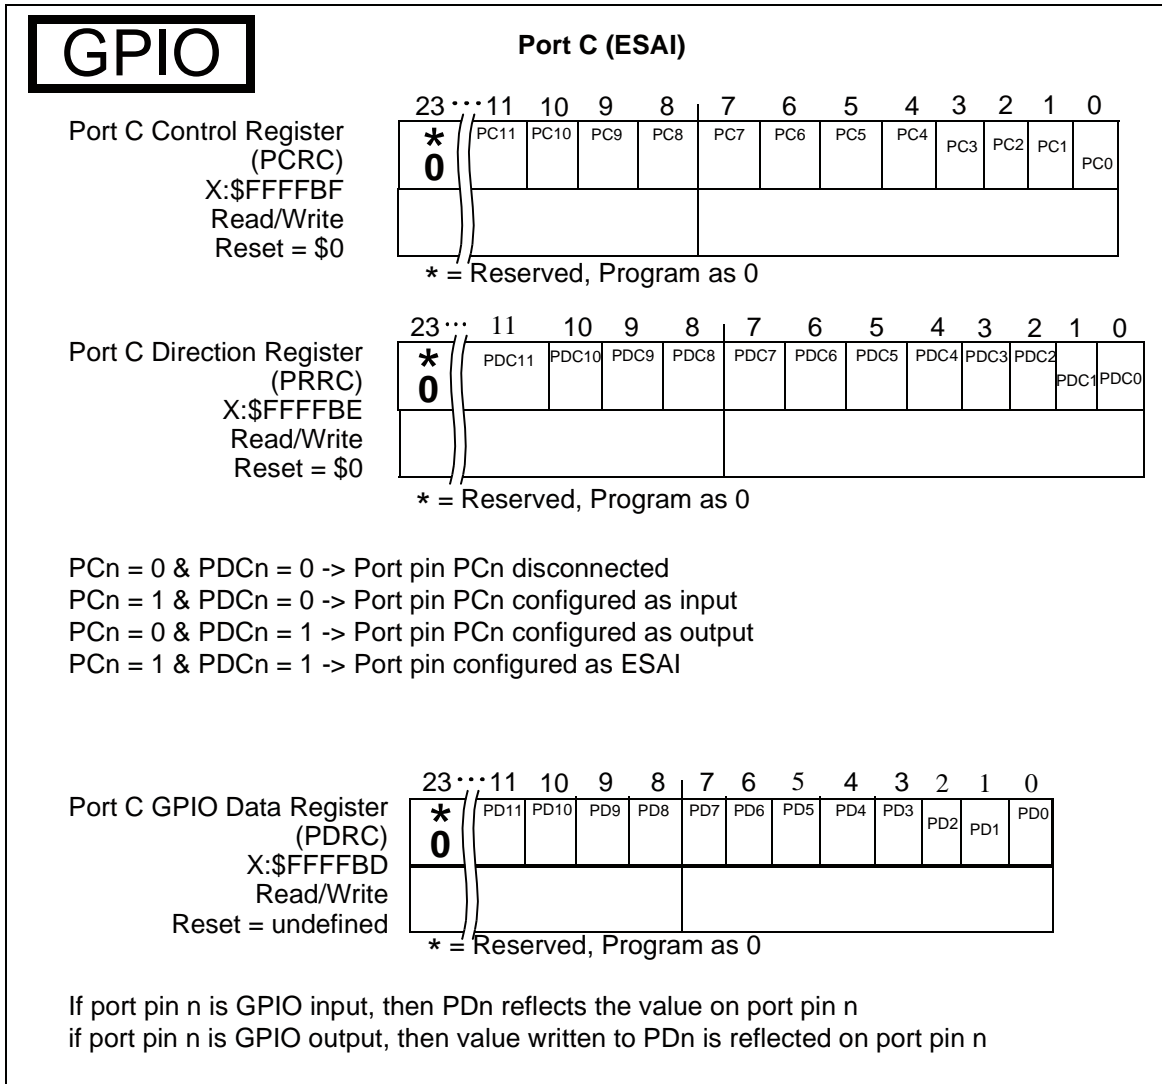 GPIO
Port C (ESAI)
23 ··· 11 10 9 8 7 6 5 4 3 2 1 0
Port C Control Register
(PCRC)
X:$FFFFBF
Read/Write
Reset = $0
* 0 PC11 PC10 PC9 PC8 PC7 PC6 PC5 PC4 PC3 PC2 PC1 PC0
* = Reserved, Program as 0
23 ··· 11 10 9 8 7 6 5 4 3 2 1 0
Port C Direction Register
(PRRC)
X:$FFFFBE
Read/Write
Reset = $0
* 0 PDC11 PDC10 PDC9 PDC8 PDC7 PDC6 PDC5 PDC4 PDC3 PDC2 PDC1 PDC0
* = Reserved, Program as 0
PCn = 0 & PDCn = 0 -> Port pin PCn disconnected
PCn = 1 & PDCn = 0 -> Port pin PCn configured as input
PCn = 0 & PDCn = 1 -> Port pin PCn configured as output
PCn = 1 & PDCn = 1 -> Port pin configured as ESAI
23 ··· 11 10 9 8 7 6 5 4 3 2 1 0
Port C GPIO Data Register
(PDRC)
X:$FFFFBD
Read/Write
Reset = undefined
* 0 PD11 PD10 PD9 PD8 PD7 PD6 PD5 PD4 PD3 PD2 PD1 PD0
* = Reserved, Program as 0
If port pin n is GPIO input, then PDn reflects the value on port pin n
if port pin n is GPIO output, then value written to PDn is reflected on port pin n